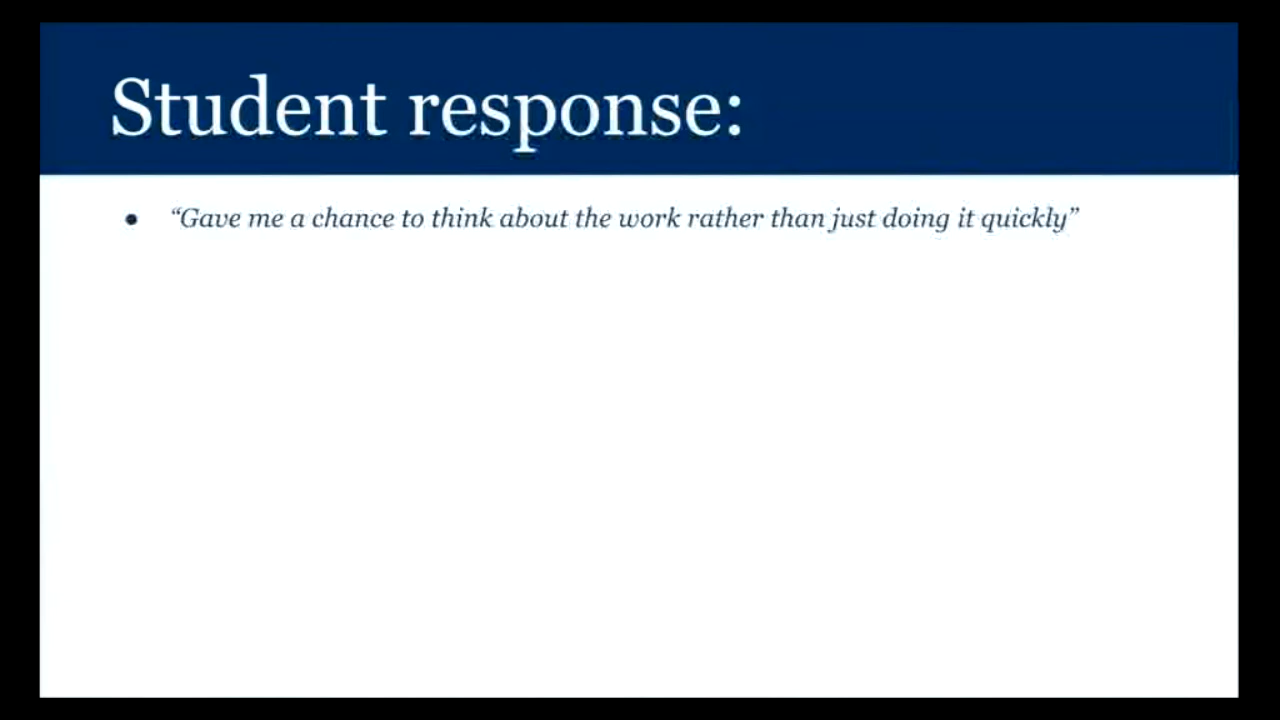 Student response:
● “Gave me a chance to think about the work rather than just doing it quickly”